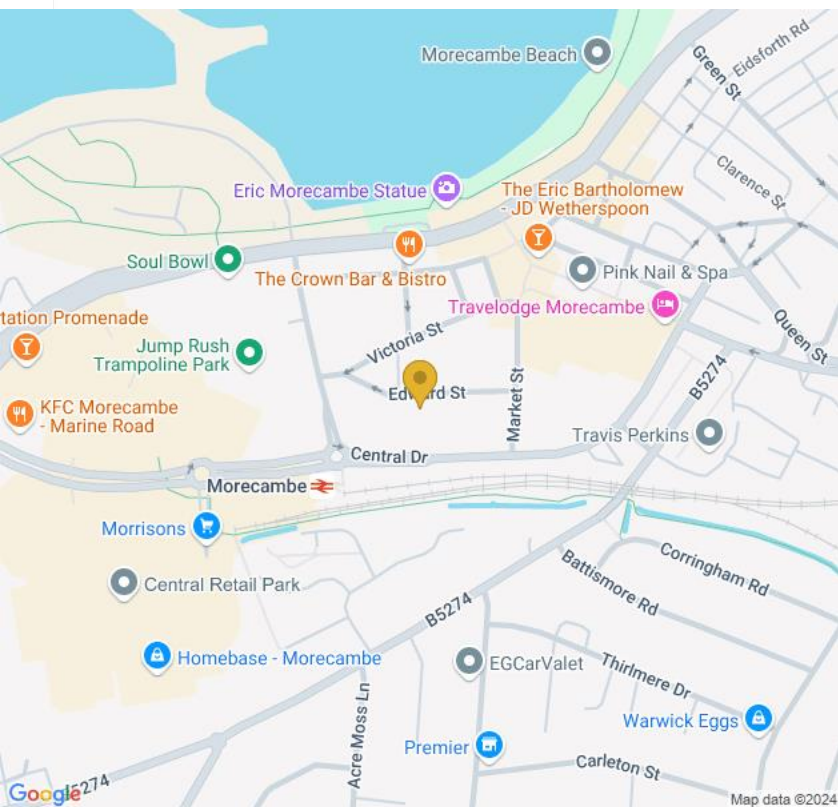 Morecambe Beach
Green St
Eidsforth Rd
Clarence St
Eric Morecambe Statue
The Eric Bartholomew
- JD Wetherspoon
Soul Bowl
The Crown Bar & Bistro
Pink Nail & Spa
Travelodge Morecambe
tation Promenade
Victoria St
Jump Rush
Trampoline Park
Queen St
B5274
Edward St
Market St
KFC Morecambe
- Marine Road
Travis Perkins
Central Dr
Morecambe
Morrisons
Corringham Rd
Battismore Rd
Central Retail Park
B5274
Homebase - Morecambe
EGCarValet
Thirlmere Dr
Acre Moss Ln
Warwick Eggs
Premier
Carleton St
Google
5274
Map data ©2024